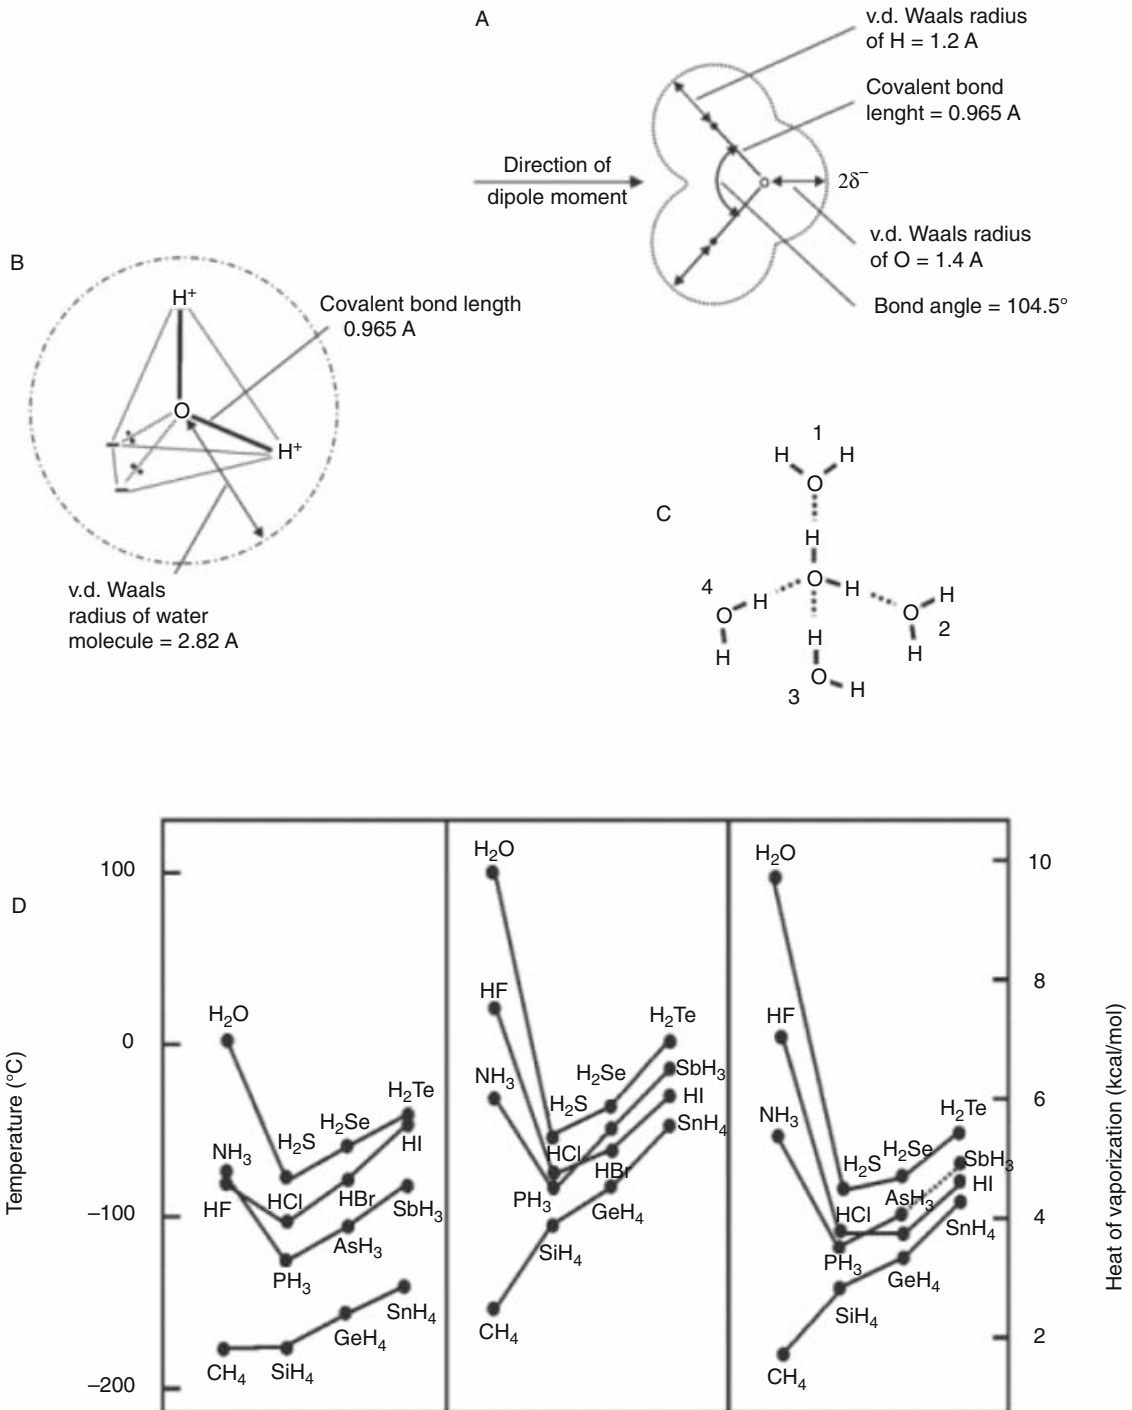 A
v.d. Waals radius
of H = 1.2 A
Covalent bond
lenght = 0.965 A
Direction of
dipole moment
2δ⁻
v.d. Waals radius
of O = 1.4 A
Bond angle = 104.5°
B
H⁺
Covalent bond length
0.965 A
O
H⁺
v.d. Waals
radius of water
molecule = 2.82 A
C
1
H H
O
H
4 O H H
H O H O
H H H 2
O H
3
D
Temperature (°C)
100
0
–100
–200
H₂O
NH₃
HF
H₂S
H₂Se
H₂Te
HI
HCl
HBr
SbH₃
AsH₃
PH₃
SnH₄
GeH₄
CH₄ SiH₄
H₂O
HF
NH₃
H₂Te
H₂Se
SbH₃
H₂S
HI
SnH₄
HCl
HBr
PH₃
GeH₄
SiH₄
CH₄
H₂O
HF
NH₃
H₂Te
H₂Se
H₂S
SbH₃
AsH₃
HI
HCl
SnH₄
PH₃
GeH₄
SiH₄
CH₄
10
8
6
4
2
Heat of vaporization (kcal/mol)